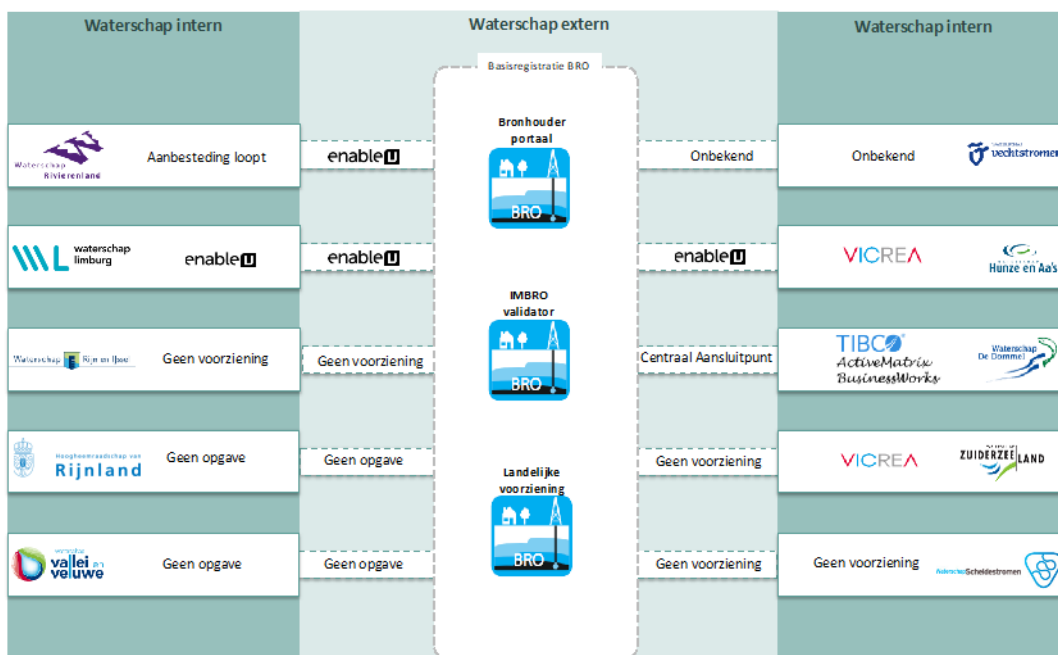 Waterschap intern
Waterschap extern
Waterschap intern
Basisregistratie BRO
Bronhouder
portaal
BRO
IMBRO
validator
BRO
Landelijke
voorziening
BRO
Waterschap
Rivierenland
Aanbesteding loopt
enableU
Onbekend
Onbekend
vechtstromen
waterschap
limburg
enableU
enableU
enableU
VICREA
Hunze en Aa's
Waterschap Rijn en IJssel
Geen voorziening
Geen voorziening
Centraal Aansluitpunt
TIBCO
ActiveMatrix
BusinessWorks
Waterschap
De Dommel
Hoogheemraadschap van
Rijnland
Geen opgave
Geen opgave
Geen voorziening
VICREA
ZUIDERZEELAND
vallei en
veluwe
Geen opgave
Geen opgave
Geen voorziening
Geen voorziening
Waterschap Scheldestromen